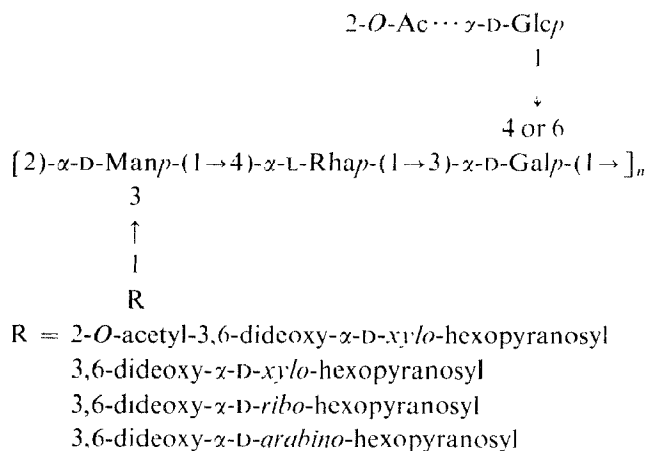 2-O-Ac ··· α-D-Glcp
1
↓
4 or 6
[2)-α-D-Manp-(1→4)-α-L-Rhap-(1→3)-α-D-Galp-(1→]n
3
↑
1
R
R = 2-O-acetyl-3,6-dideoxy-α-D-xylo-hexopyranosyl
3,6-dideoxy-α-D-xylo-hexopyranosyl
3,6-dideoxy-α-D-ribo-hexopyranosyl
3,6-dideoxy-α-D-arabino-hexopyranosyl